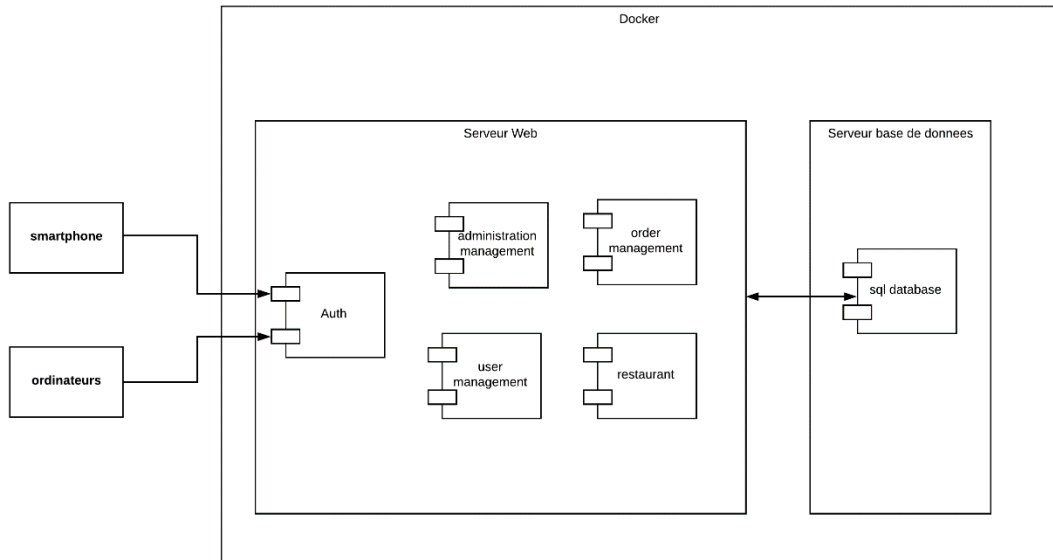 Docker
Serveur Web
Serveur base de donnees
smartphone
administration
management
order
management
sql database
Auth
ordinateurs
user
management
restaurant